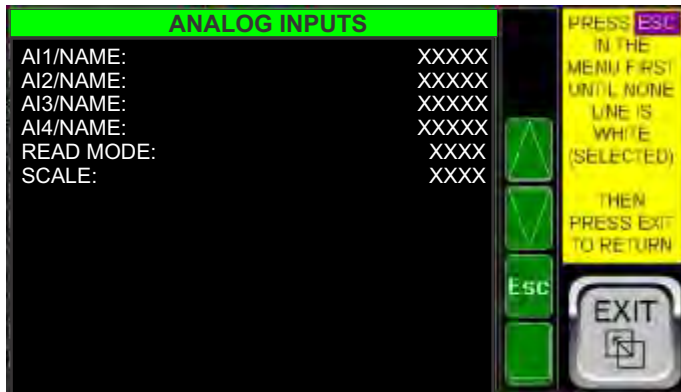 ANALOG INPUTS
AI1/NAME: XXXXX
AI2/NAME: XXXXX
AI3/NAME: XXXXX
AI4/NAME: XXXXX
READ MODE: XXXX
SCALE: XXXX
Esc
PRESS ESC
IN THE
MENU FIRST
UNTIL NONE
LINE IS
WHITE
(SELECTED)
THEN
PRESS EXIT
TO RETURN
EXIT